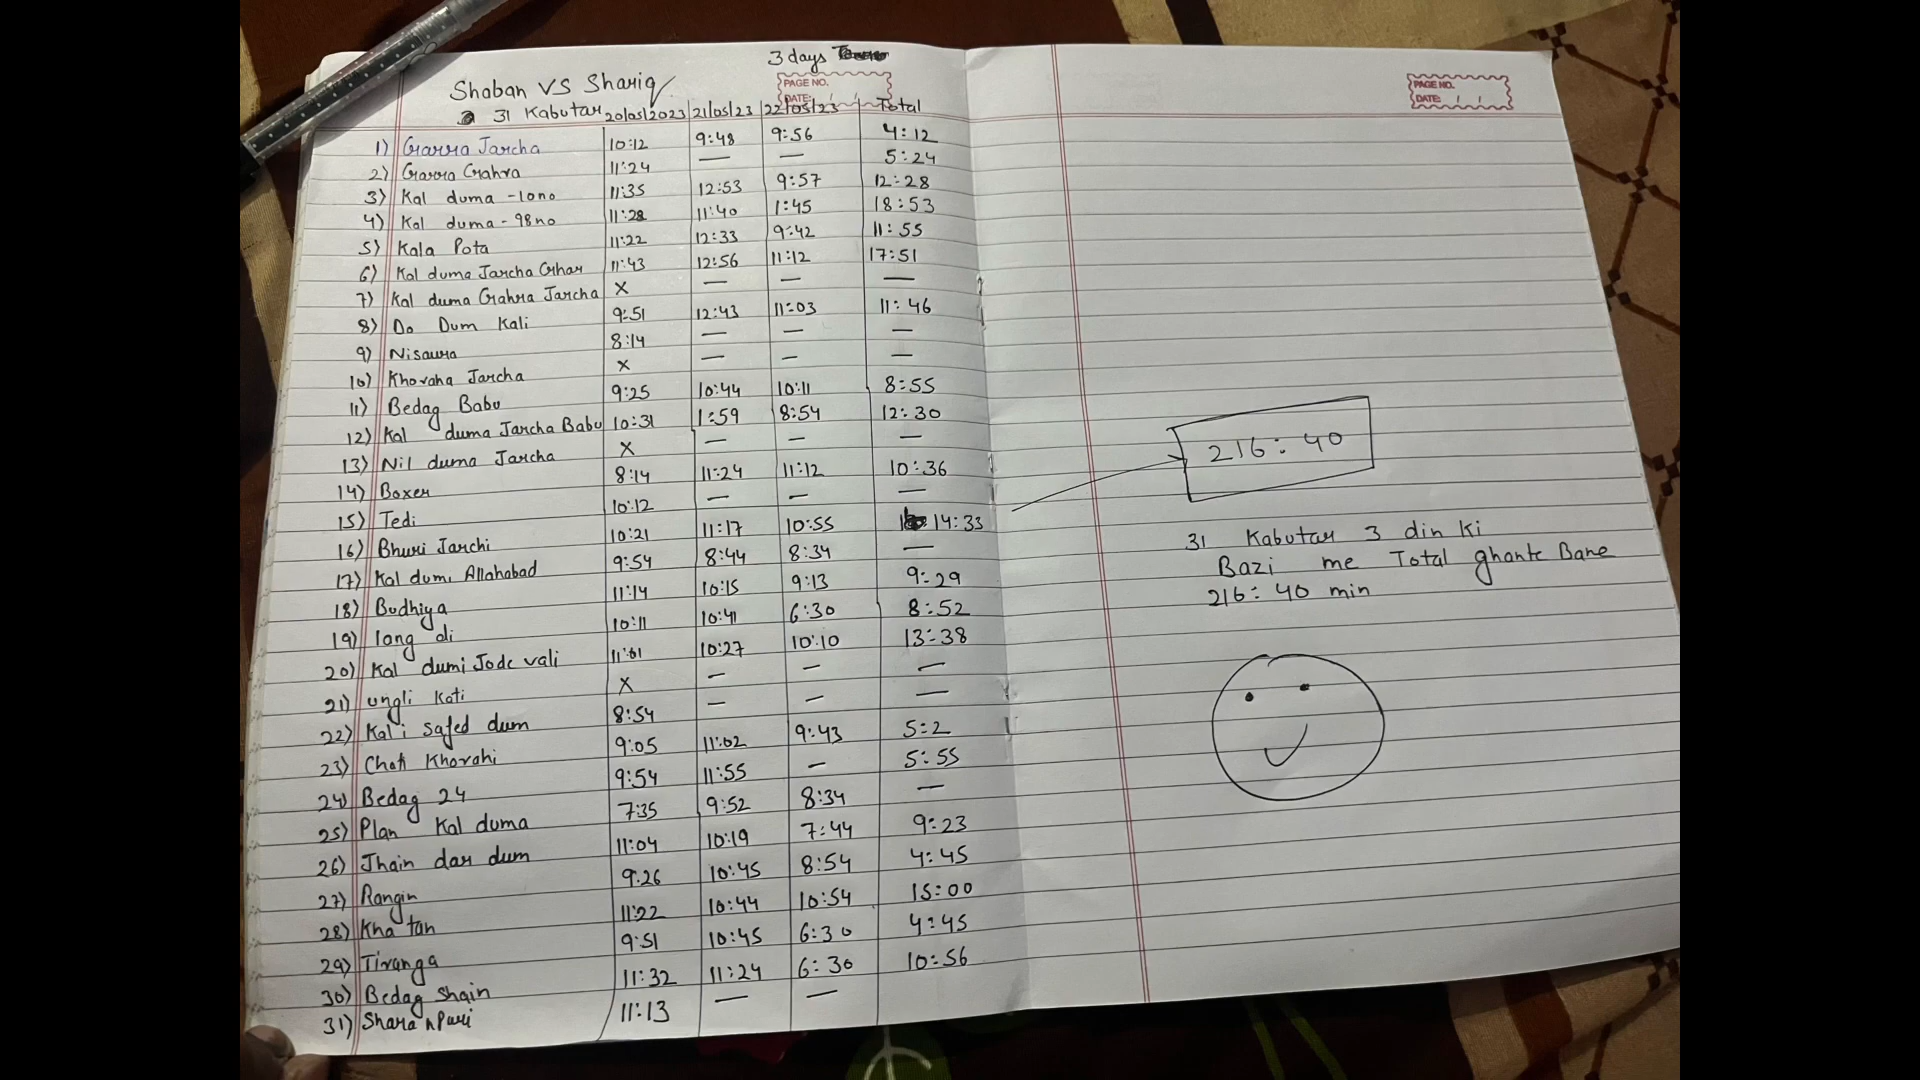 3 days
Shaban VS Shariq
PAGE NO.
DATE: / /
31 Kabutar 20/05/2023 21/05/23 22/05/23 Total
1) Garra Jarcha 10:12 9:48 9:56 4:12
2) Garra Gahra 11:24 — — 5:24
3) Kal duma - 10no 11:35 12:53 9:57 12:28
4) Kal duma - 98no 11:28 11:40 1:45 18:53
5) Kala Pota 11:22 12:33 9:42 11:55
6) Kal duma Jarcha Ghar 11:43 12:56 11:12 17:51
7) Kal duma Gahra Jarcha X — — —
8) Do Dum Kali 9:51 12:43 11:03 11:46
9) Nisaura 8:14 — — —
10) Khoraha Jarcha X — — —
11) Bedag Babu 9:25 10:44 10:11 8:55
12) Kal duma Jarcha Babu 10:31 1:59 8:54 12:30
13) Nil duma Jarcha X — — —
14) Boxer 8:14 11:24 11:12 10:36
15) Tedi 10:12 — — —
16) Bhuri Jarchi 10:21 11:17 10:55 14:33
17) Kal dumi Allahabad 9:54 8:44 8:34 —
18) Budhiya 11:14 10:15 9:13 9:29
19) long di 10:11 10:41 6:30 8:52
20) Kal dumi Jode vali 11:01 10:27 10:10 13:38
21) ungli Kati X — — —
22) Kali safed dum 8:54 — — —
23) Choti Khorahi 9:05 11:02 9:43 5:2
24) Bedag 24 9:54 11:55 — 5:55
25) Plan Kal duma 7:35 9:52 8:34 —
26) Jhain dar dum 11:04 10:19 7:44 9:23
27) Rangin 9:26 10:45 8:54 4:45
28) Kha tan 11:22 10:44 10:54 15:00
29) Tiranga 9:51 10:45 6:30 4:45
30) Bedag Shain 11:32 11:24 6:30 10:56
31) Sharanpuri 11:13 — —
PAGE NO.
DATE: / /
216:40
31 Kabutar 3 din Ki
Bazi me Total ghante Bane
216:40 min